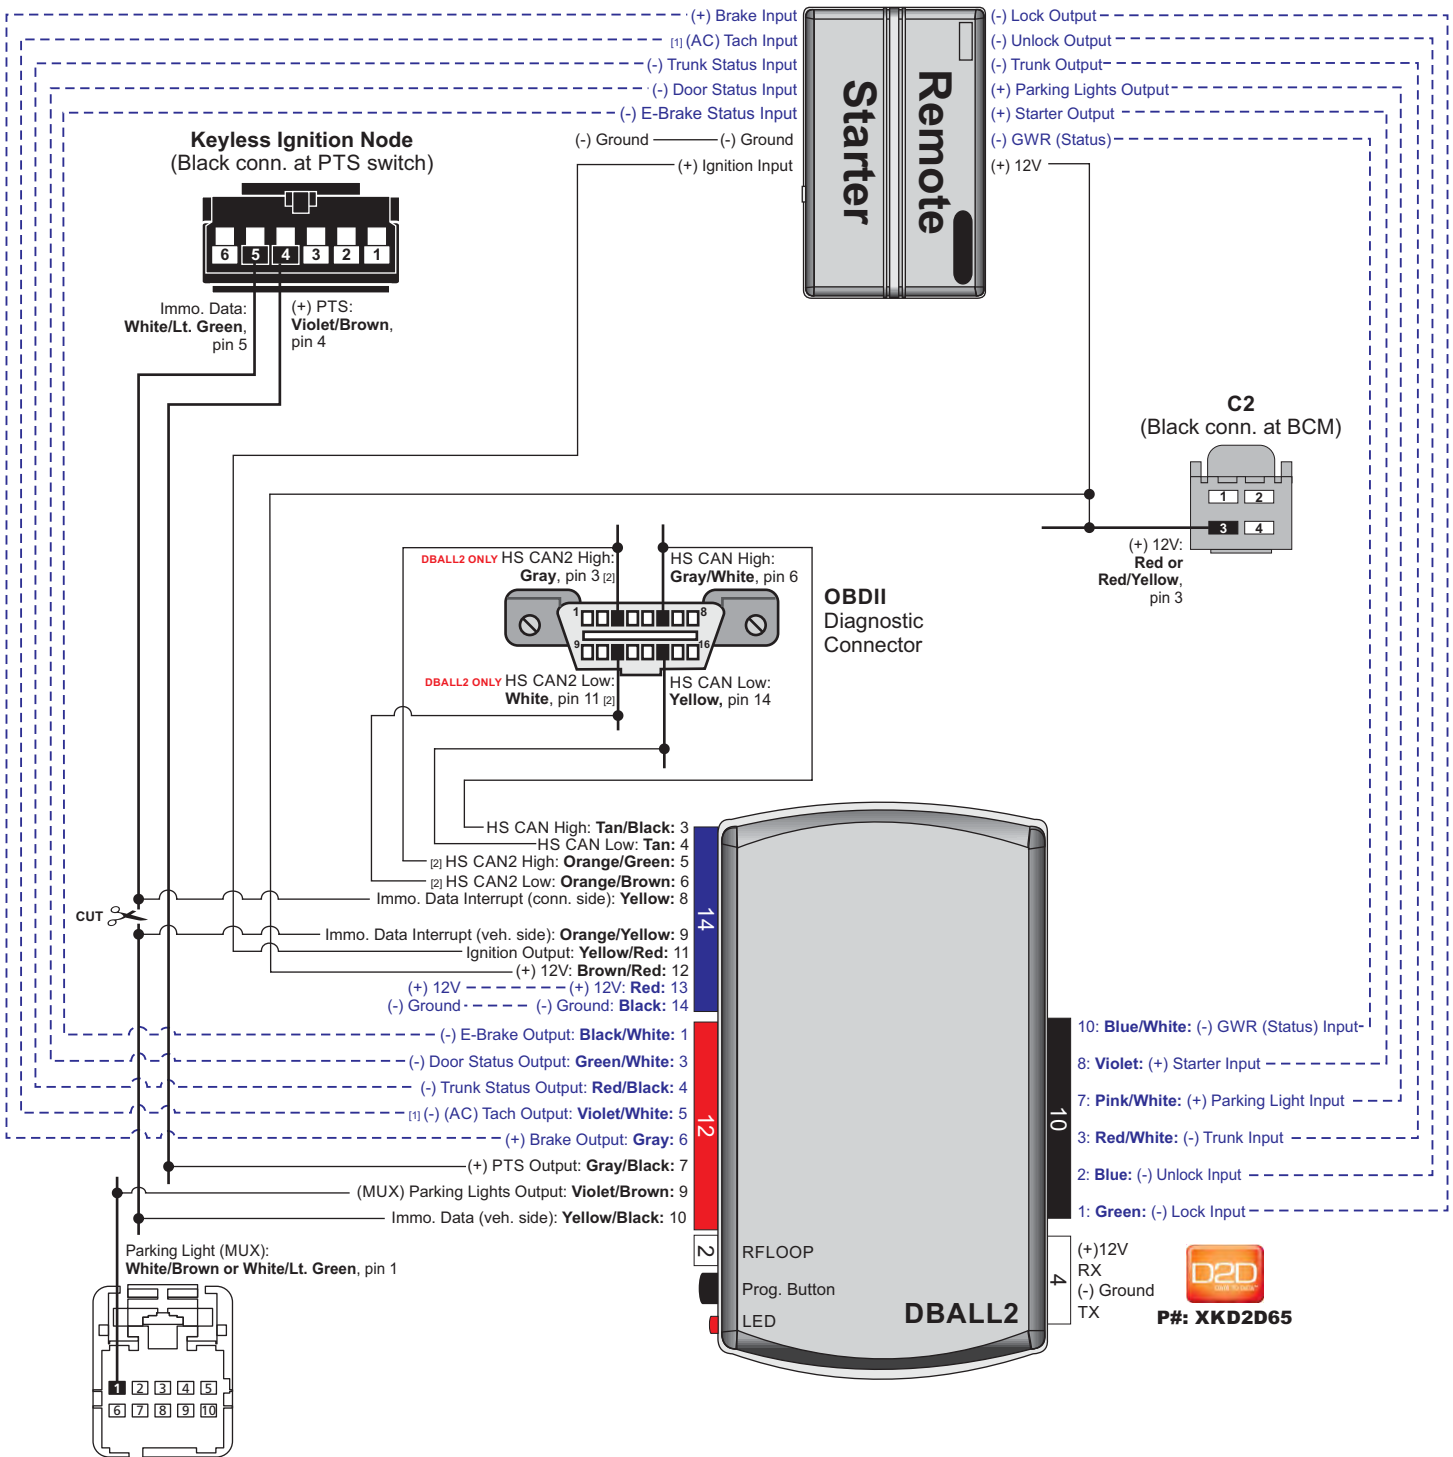 (+) Brake Input
[1] (AC) Tach Input
(-) Trunk Status Input
(-) Door Status Input
(-) E-Brake Status Input
(-) Ground
(-) Ground
(+) Ignition Input
Remote
Starter
(-) Lock Output
(-) Unlock Output
(-) Trunk Output
(+) Parking Lights Output
(+) Starter Output
(-) GWR (Status)
(+) 12V
Keyless Ignition Node
(Black conn. at PTS switch)
6 5 4 3 2 1
Immo. Data:
White/Lt. Green,
pin 5
(+) PTS:
Violet/Brown,
pin 4
C2
(Black conn. at BCM)
1 2
3 4
(+) 12V:
Red or
Red/Yellow,
pin 3
DBALL2 ONLY HS CAN2 High:
Gray, pin 3 [2]
HS CAN High:
Gray/White, pin 6
1 8
9 16
OBDII
Diagnostic
Connector
DBALL2 ONLY HS CAN2 Low:
White, pin 11 [2]
HS CAN Low:
Yellow, pin 14
HS CAN High: Tan/Black: 3
HS CAN Low: Tan: 4
[2] HS CAN2 High: Orange/Green: 5
[2] HS CAN2 Low: Orange/Brown: 6
Immo. Data Interrupt (conn. side): Yellow: 8
CUT
Immo. Data Interrupt (veh. side): Orange/Yellow: 9
Ignition Output: Yellow/Red: 11
(+) 12V: Brown/Red: 12
(+) 12V
(+) 12V: Red: 13
(-) Ground
(-) Ground: Black: 14
14
(-) E-Brake Output: Black/White: 1
(-) Door Status Output: Green/White: 3
(-) Trunk Status Output: Red/Black: 4
[1] (-) (AC) Tach Output: Violet/White: 5
(+) Brake Output: Gray: 6
(+) PTS Output: Gray/Black: 7
(MUX) Parking Lights Output: Violet/Brown: 9
Immo. Data (veh. side): Yellow/Black: 10
12
10: Blue/White: (-) GWR (Status) Input
8: Violet: (+) Starter Input
7: Pink/White: (+) Parking Light Input
3: Red/White: (-) Trunk Input
2: Blue: (-) Unlock Input
1: Green: (-) Lock Input
10
2
RFLOOP
Prog. Button
LED
DBALL2
4
(+)12V
RX
(-) Ground
TX
D2D
P#: XKD2D65
Parking Light (MUX):
White/Brown or White/Lt. Green, pin 1
1 2 3 4 5
6 7 8 9 10